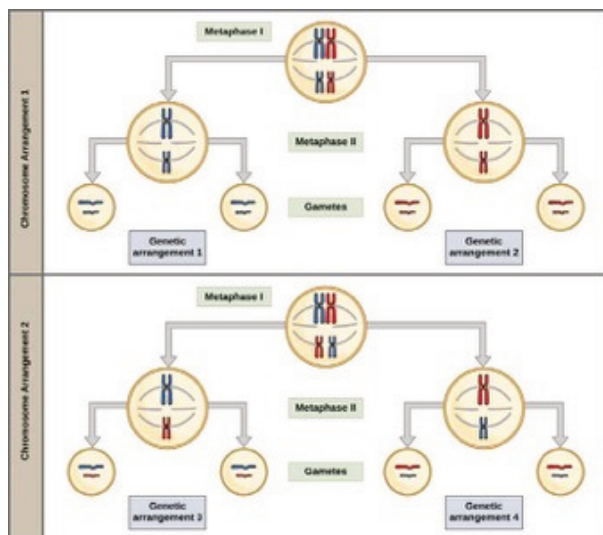 Chromosome Arrangement 1
Metaphase I
Metaphase II
Gametes
Genetic
arrangement 1
Genetic
arrangement 2
Chromosome Arrangement 2
Metaphase I
Metaphase II
Gametes
Genetic
arrangement 3
Genetic
arrangement 4